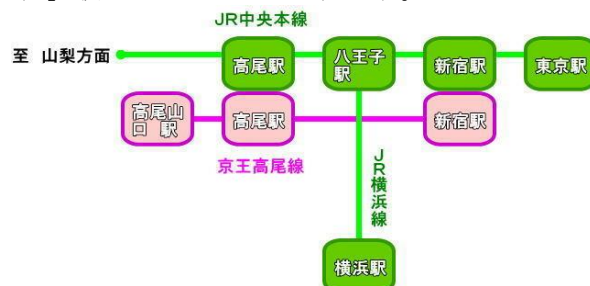 JR中央本線
至 山梨方面
高尾駅
八王子
駅
新宿駅
東京駅
高尾山
口 駅
高尾駅
新宿駅
京王高尾線
JR横浜線
横浜駅